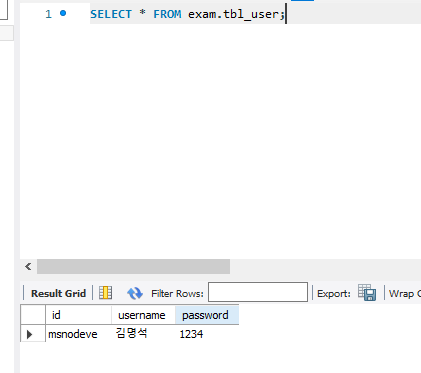 1 SELECT * FROM exam.tbl_user;
Result Grid Filter Rows: Export: Wrap C
id username password
msnodeve 김명석 1234